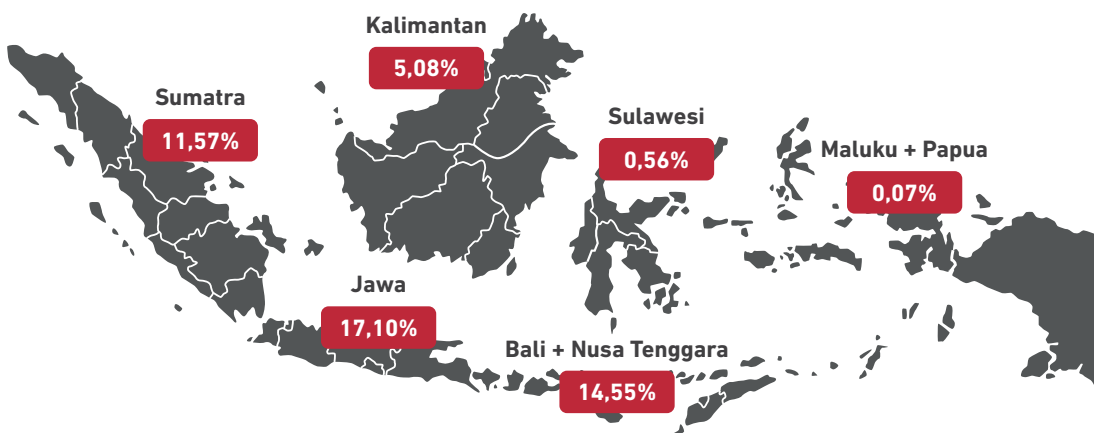 Kalimantan
5,08%
Sumatra
11,57%
Sulawesi
0,56%
Maluku + Papua
0,07%
Jawa
17,10%
Bali + Nusa Tenggara
14,55%